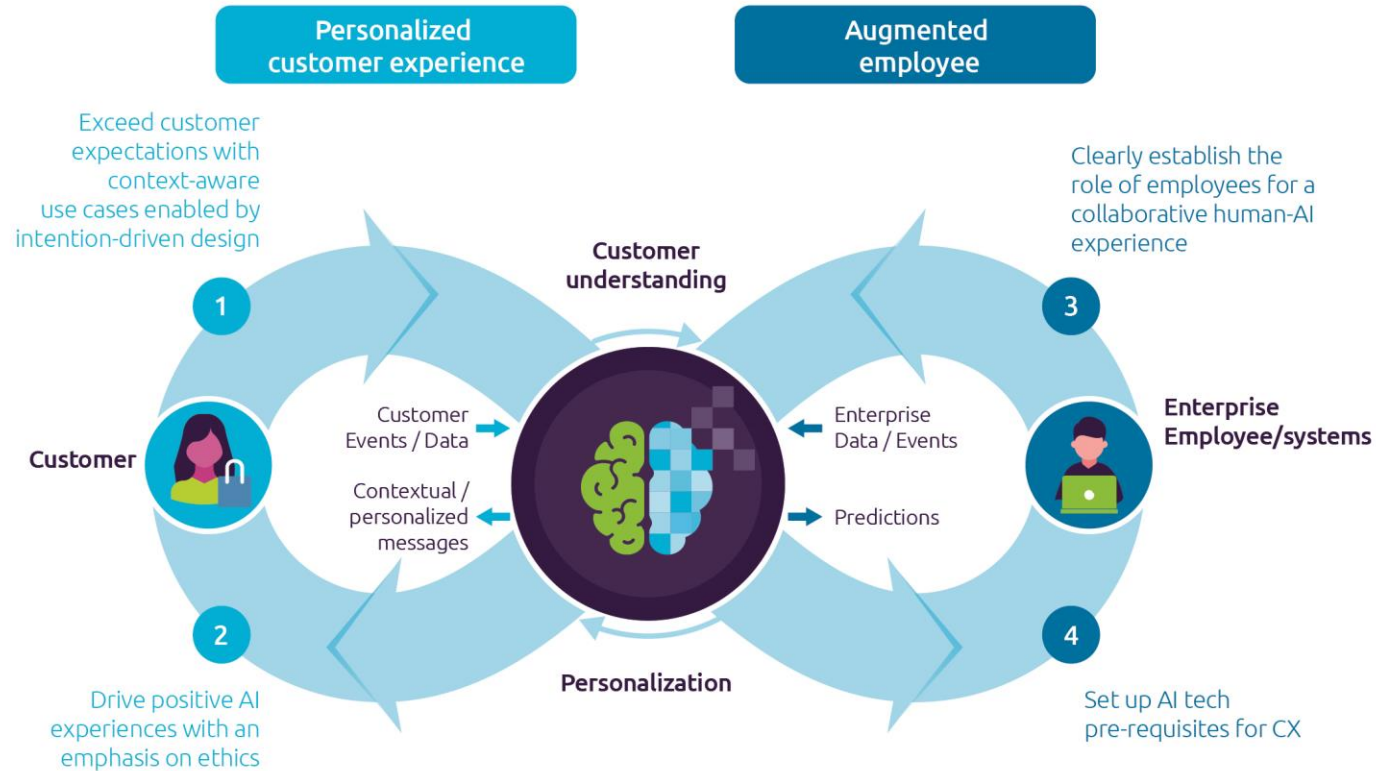 Personalized
customer experience
Augmented
employee
Exceed customer
expectations with
context-aware
use cases enabled by
intention-driven design
Clearly establish the
role of employees for a
collaborative human-AI
experience
Customer
understanding
1
3
Customer
Events / Data
Enterprise
Data / Events
Customer
Enterprise
Employee/systems
Contextual /
personalized
messages
Predictions
2
4
Personalization
Drive positive AI
experiences with an
emphasis on ethics
Set up AI tech
pre-requisites for CX